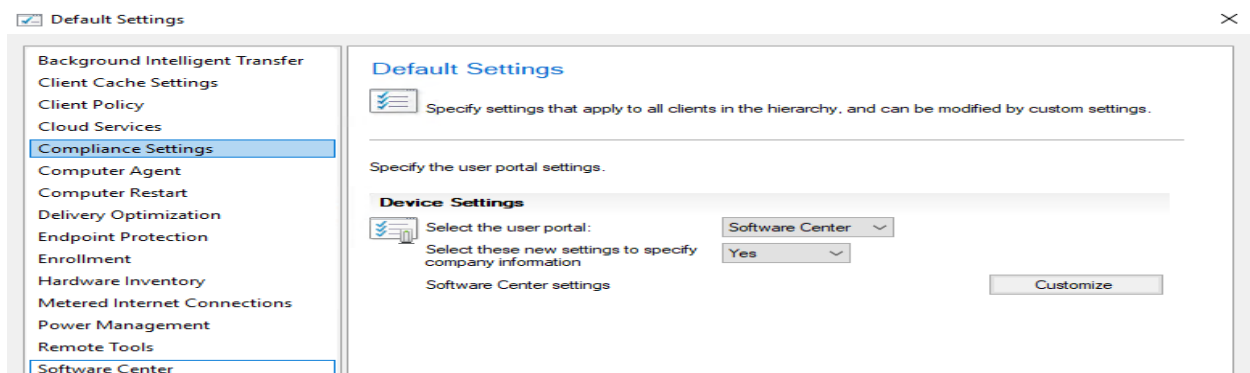 Default Settings
Background Intelligent Transfer
Client Cache Settings
Client Policy
Cloud Services
Compliance Settings
Computer Agent
Computer Restart
Delivery Optimization
Endpoint Protection
Enrollment
Hardware Inventory
Metered Internet Connections
Power Management
Remote Tools
Software Center
Default Settings
Specify settings that apply to all clients in the hierarchy, and can be modified by custom settings.
Specify the user portal settings.
Device Settings
Select the user portal: Software Center
Select these new settings to specify
company information Yes
Software Center settings Customize